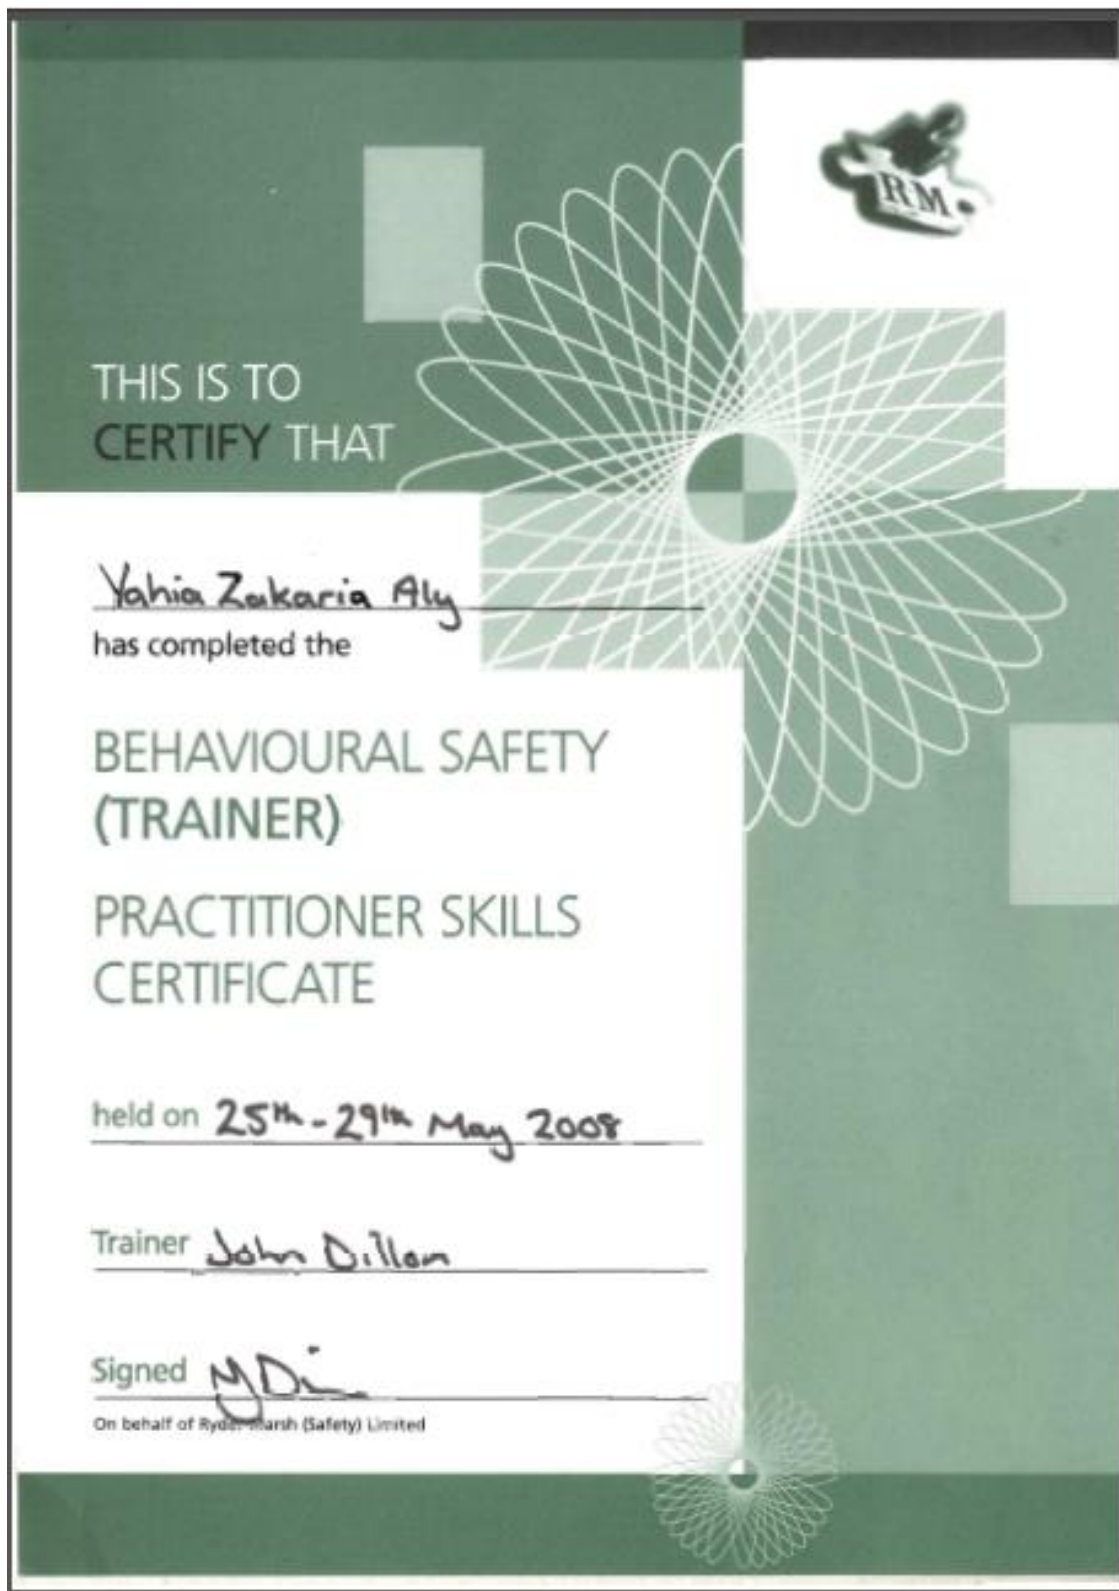 RM
THIS IS TO
CERTIFY THAT
Yahia Zakaria Aly
has completed the
BEHAVIOURAL SAFETY
(TRAINER)
PRACTITIONER SKILLS
CERTIFICATE
held on 25th - 29th May 2008
Trainer John Dillon
Signed
On behalf of Ryder Marsh (Safety) Limited